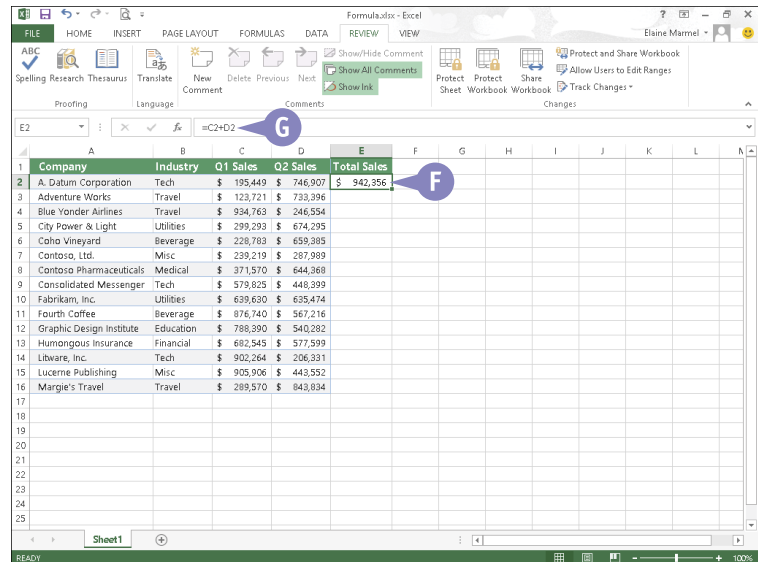 Formula.xlsx - Excel
FILE HOME INSERT PAGE LAYOUT FORMULAS DATA REVIEW VIEW Elaine Marmel
ABC
Spelling Research Thesaurus
Translate
New Comment
Delete Previous Next
Show/Hide Comment
Show All Comments
Show Ink
Protect Sheet
Protect Workbook
Share Workbook
Protect and Share Workbook
Allow Users to Edit Ranges
Track Changes
Proofing Language Comments Changes
E2 fx =C2+D2 G
A B C D E F G H I J K L
1 Company Industry Q1 Sales Q2 Sales Total Sales
2 A. Datum Corporation Tech $ 195,449 $ 746,907 $ 942,356 F
3 Adventure Works Travel $ 123,721 $ 733,396
4 Blue Yonder Airlines Travel $ 934,763 $ 246,554
5 City Power & Light Utilities $ 299,293 $ 674,295
6 Coho Vineyard Beverage $ 228,783 $ 659,385
7 Contoso, Ltd. Misc $ 239,219 $ 287,989
8 Contoso Pharmaceuticals Medical $ 371,570 $ 644,368
9 Consolidated Messenger Tech $ 579,825 $ 448,399
10 Fabrikam, Inc. Utilities $ 639,630 $ 635,474
11 Fourth Coffee Beverage $ 876,740 $ 567,216
12 Graphic Design Institute Education $ 788,390 $ 540,282
13 Humongous Insurance Financial $ 682,545 $ 577,599
14 Litware, Inc. Tech $ 902,264 $ 206,331
15 Lucerne Publishing Misc $ 905,906 $ 443,552
16 Margie's Travel Travel $ 289,570 $ 843,834
17
18
19
20
21
22
23
24
25
Sheet1
READY 100%